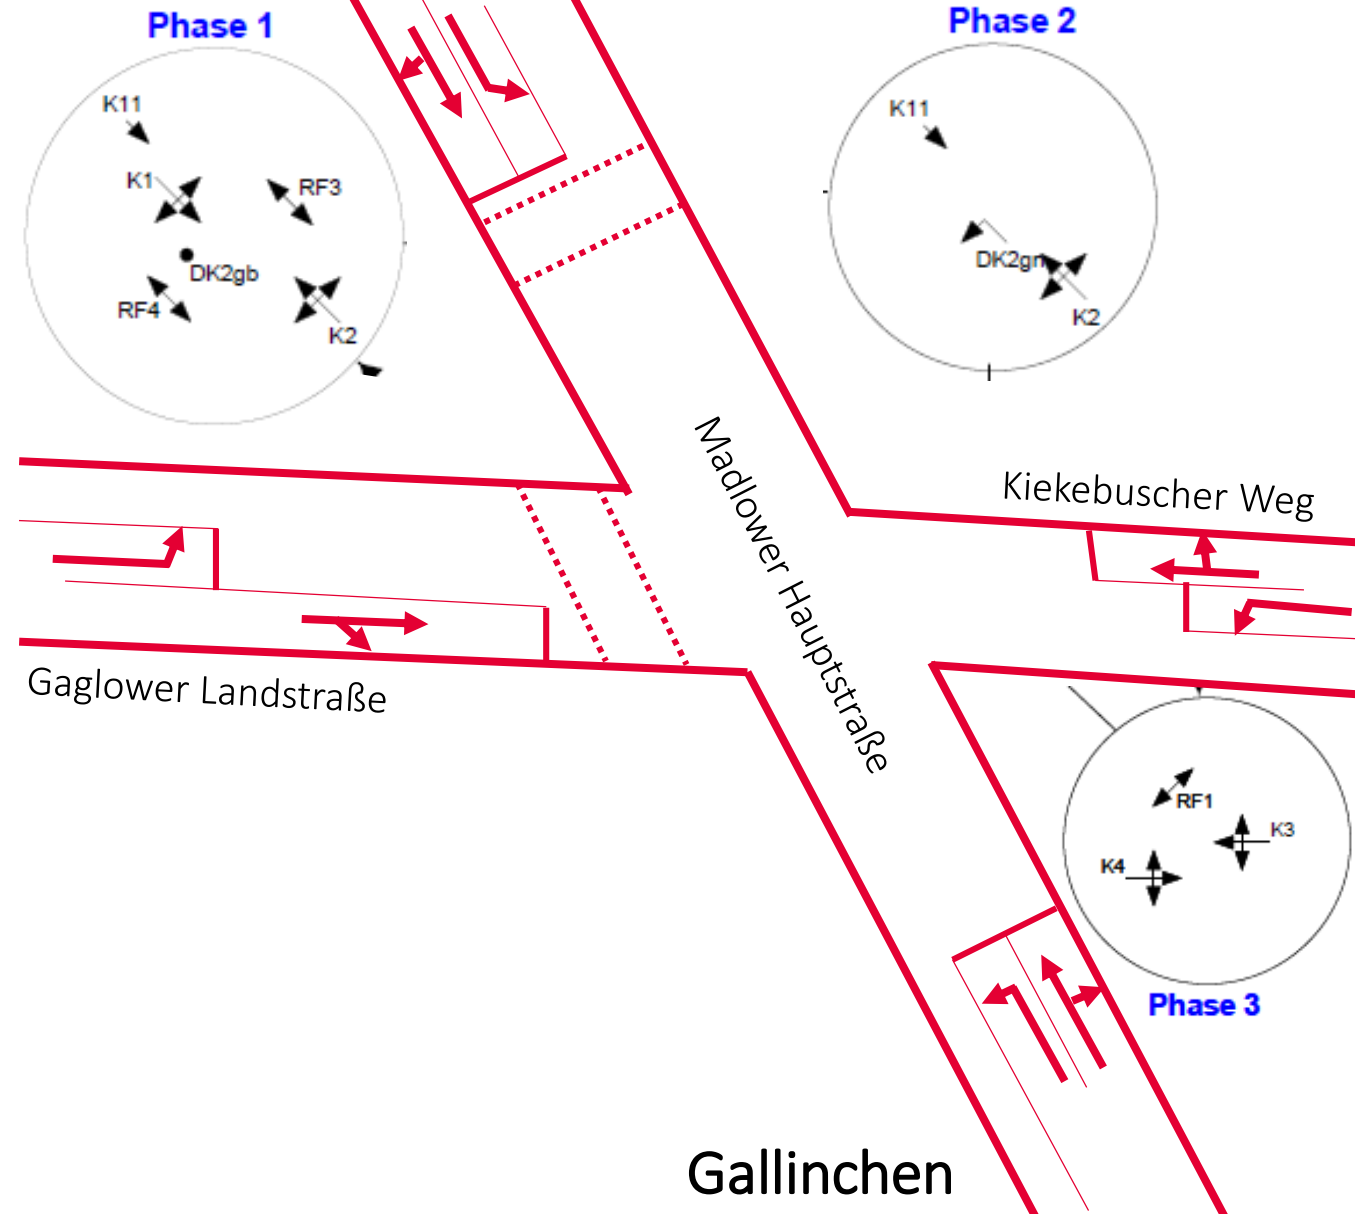 Phase 1
Phase 2
K11
K1
RF3
DK2gb
RF4
K2
K11
DK2gn
K2
Madlower Hauptstraße
Kiekebuscher Weg
Gaglower Landstraße
RF1
K3
K4
Phase 3
Gallinchen